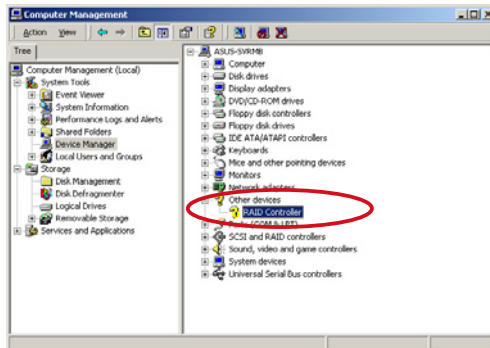 Computer Management
Action View
Tree
Computer Management (Local)
System Tools
Event Viewer
System Information
Performance Logs and Alerts
Shared Folders
Device Manager
Local Users and Groups
Storage
Disk Management
Disk Defragmenter
Logical Drives
Removable Storage
Services and Applications
ASUS-SVRMB
Computer
Disk drives
Display adapters
DVD/CD-ROM drives
Floppy disk controllers
Floppy disk drives
IDE ATA/ATAPI controllers
Keyboards
Mice and other pointing devices
Monitors
Network adapters
Other devices
RAID Controller
Ports (COM & LPT)
SCSI and RAID controllers
Sound, video and game controllers
System devices
Universal Serial Bus controllers